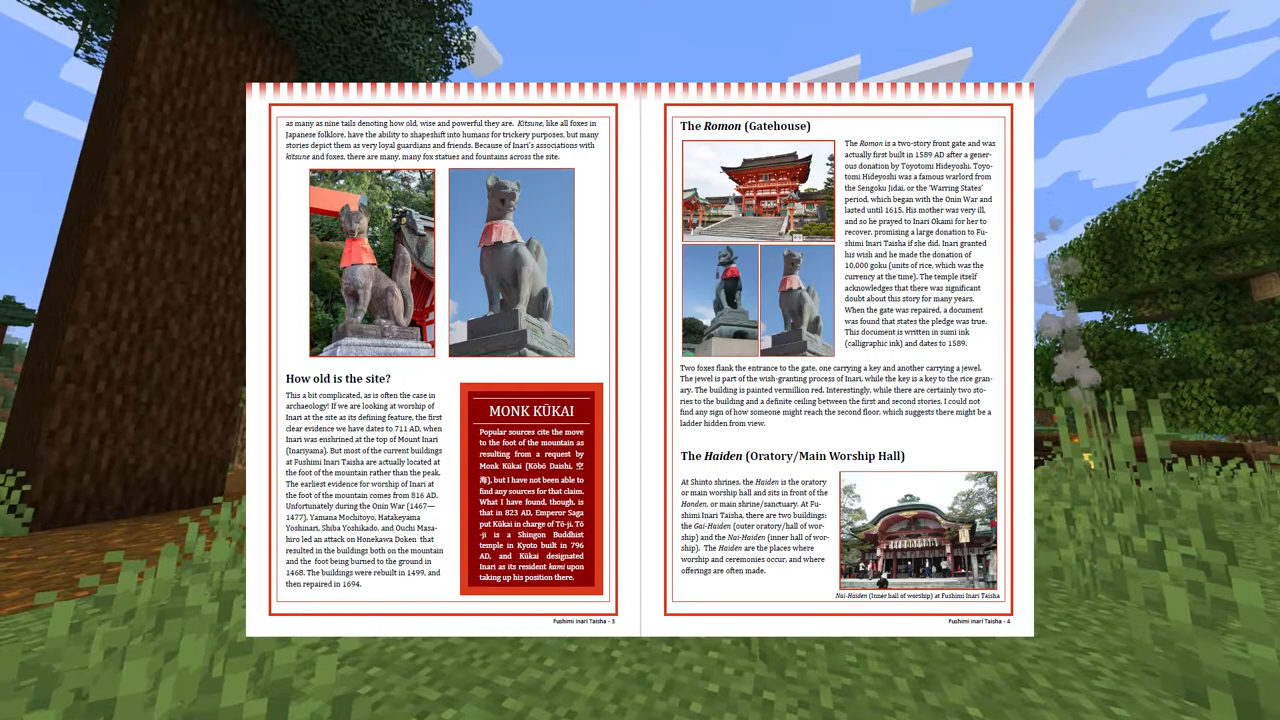 as many as nine tails denoting how old, wise and powerful they are. Kitsune, like all foxes in
Japanese folklore, have the ability to shapeshift into humans for trickery purposes, but many
stories depict them as very loyal guardians and friends. Because of Inari's associations with
kitsune and foxes, there are many, many fox statues and fountains across the site.
How old is the site?
This a bit complicated, as is often the case in
archaeology! If we are looking at worship of
Inari at the site as its defining feature, the first
clear evidence we have dates to 711 AD, when
Inari was enshrined at the top of Mount Inari
(Inariyama). But most of the current buildings
at Fushimi Inari Taisha are actually located at
the foot of the mountain rather than the peak.
The earliest evidence for worship of Inari at
the foot of the mountain comes from 816 AD.
Unfortunately during the Onin War (1467—
1477), Yamana Mochitoyo, Hatakeyama
Yoshinari, Shiba Yoshikado, and Ouchi Masa-
hiro led an attack on Honekawa Doken that
resulted in the buildings both on the mountain
and the foot being burned to the ground in
1468. The buildings were rebuilt in 1499, and
then repaired in 1694.
MONK KŪKAI
Popular sources cite the move
to the foot of the mountain as
resulting from a request by
Monk Kūkai (Kōbō Daishi, 空
海), but I have not been able to
find any sources for that claim.
What I have found, though, is
that in 823 AD, Emperor Saga
put Kūkai in charge of Tō-ji. Tō
-ji is a Shingon Buddhist
temple in Kyoto built in 796
AD, and Kūkai designated
Inari as its resident kami upon
taking up his position there.
Fushimi Inari Taisha - 3
The Romon (Gatehouse)
The Romon is a two-story front gate and was
actually first built in 1589 AD after a gener-
ous donation by Toyotomi Hideyoshi. Toyo-
tomi Hideyoshi was a famous warlord from
the Sengoku Jidai, or the 'Warring States'
period, which began with the Onin War and
lasted until 1615. His mother was very ill,
and so he prayed to Inari Okami for her to
recover, promising a large donation to Fu-
shimi Inari Taisha if she did. Inari granted
his wish and he made the donation of
10,000 goku (units of rice, which was the
currency at the time). The temple itself
acknowledges that there was significant
doubt about this story for many years.
When the gate was repaired, a document
was found that states the pledge was true.
This document is written in sumi ink
(calligraphic ink) and dates to 1589.
Two foxes flank the entrance to the gate, one carrying a key and another carrying a jewel.
The jewel is part of the wish-granting process of Inari, while the key is a key to the rice gran-
ary. The building is painted vermillion red. Interestingly, while there are certainly two sto-
ries to the building and a definite ceiling between the first and second stories, I could not
find any sign of how someone might reach the second floor, which suggests there might be a
ladder hidden from view.
The Haiden (Oratory/Main Worship Hall)
At Shinto shrines, the Haiden is the oratory
or main worship hall and sits in front of the
Honden, or main shrine/sanctuary. At Fu-
shimi Inari Taisha, there are two buildings:
the Gai-Haiden (outer oratory/hall of wor-
ship) and the Nai-Haiden (inner hall of wor-
ship). The Haiden are the places where
worship and ceremonies occur, and where
offerings are often made.
Nai-Haiden (Inner hall of worship) at Fushimi Inari Taisha
Fushimi Inari Taisha - 4